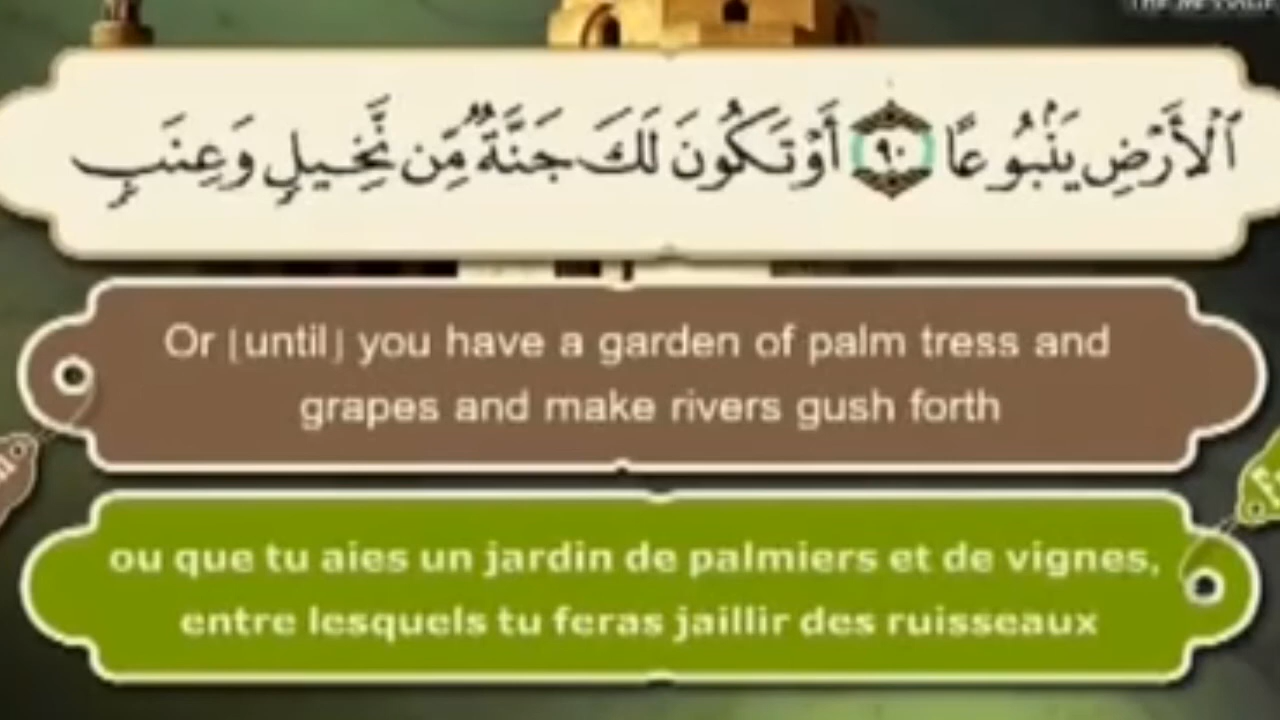 ٱلْأَرْضِ يَنۢبُوعًا ٩٠ أَوْ تَكُونَ لَكَ جَنَّةٌ مِّن نَّخِيلٍ وَعِنَبٍ
Or [until] you have a garden of palm tress and
grapes and make rivers gush forth
ou que tu aies un jardin de palmiers et de vignes,
entre lesquels tu feras jaillir des ruisseaux